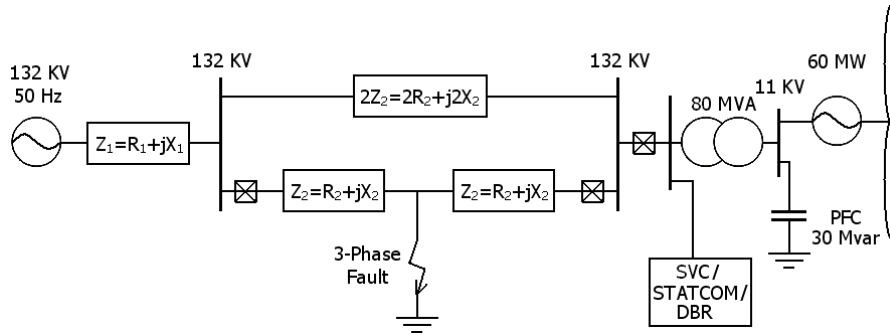 132 KV
50 Hz
Z₁=R₁+jX₁
132 KV
2Z₂=2R₂+j2X₂
Z₂=R₂+jX₂
Z₂=R₂+jX₂
3-Phase
Fault
132 KV
80 MVA
11 KV
60 MW
PFC
30 Mvar
SVC/
STATCOM/
DBR